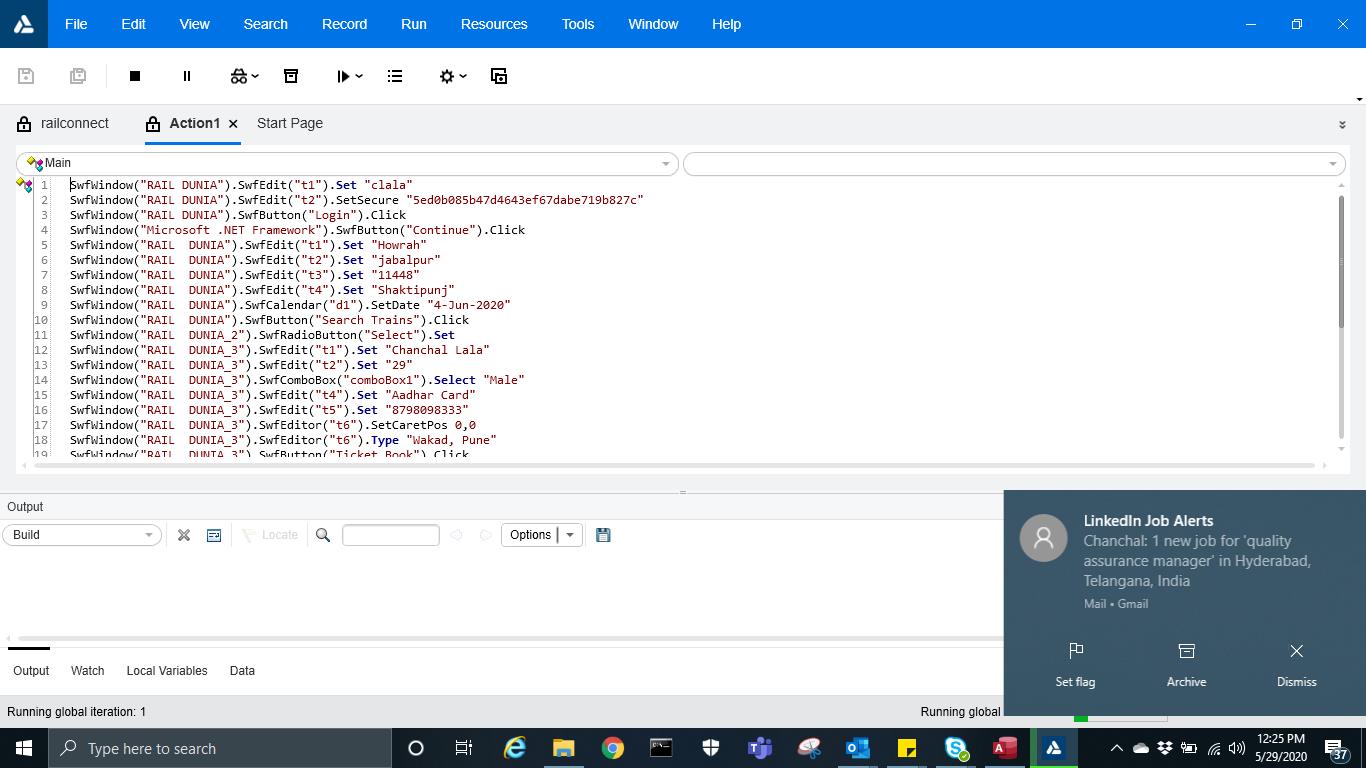 File Edit View Search Record Run Resources Tools Window Help
railconnect Action1 Start Page
Main
1 SwfWindow("RAIL DUNIA").SwfEdit("t1").Set "clala"
2 SwfWindow("RAIL DUNIA").SwfEdit("t2").SetSecure "5ed0b085b47d4643ef67dabe719b827c"
3 SwfWindow("RAIL DUNIA").SwfButton("Login").Click
4 SwfWindow("Microsoft .NET Framework").SwfButton("Continue").Click
5 SwfWindow("RAIL  DUNIA").SwfEdit("t1").Set "Howrah"
6 SwfWindow("RAIL  DUNIA").SwfEdit("t2").Set "jabalpur"
7 SwfWindow("RAIL  DUNIA").SwfEdit("t3").Set "11448"
8 SwfWindow("RAIL  DUNIA").SwfEdit("t4").Set "Shaktipunj"
9 SwfWindow("RAIL  DUNIA").SwfCalendar("d1").SetDate "4-Jun-2020"
10 SwfWindow("RAIL  DUNIA").SwfButton("Search Trains").Click
11 SwfWindow("RAIL  DUNIA_2").SwfRadioButton("Select").Set
12 SwfWindow("RAIL  DUNIA_3").SwfEdit("t1").Set "Chanchal Lala"
13 SwfWindow("RAIL  DUNIA_3").SwfEdit("t2").Set "29"
14 SwfWindow("RAIL  DUNIA_3").SwfComboBox("comboBox1").Select "Male"
15 SwfWindow("RAIL  DUNIA_3").SwfEdit("t4").Set "Aadhar Card"
16 SwfWindow("RAIL  DUNIA_3").SwfEdit("t5").Set "8798098333"
17 SwfWindow("RAIL  DUNIA_3").SwfEditor("t6").SetCaretPos 0,0
18 SwfWindow("RAIL  DUNIA_3").SwfEditor("t6").Type "Wakad, Pune"
19 SwfWindow("RAIL  DUNIA_3").SwfButton("Ticket Book").Click
Output
Build Locate Options
LinkedIn Job Alerts
Chanchal: 1 new job for 'quality
assurance manager' in Hyderabad,
Telangana, India
Mail • Gmail
Set flag Archive Dismiss
Output Watch Local Variables Data
Running global iteration: 1 Running global
Type here to search
12:25 PM
5/29/2020
37